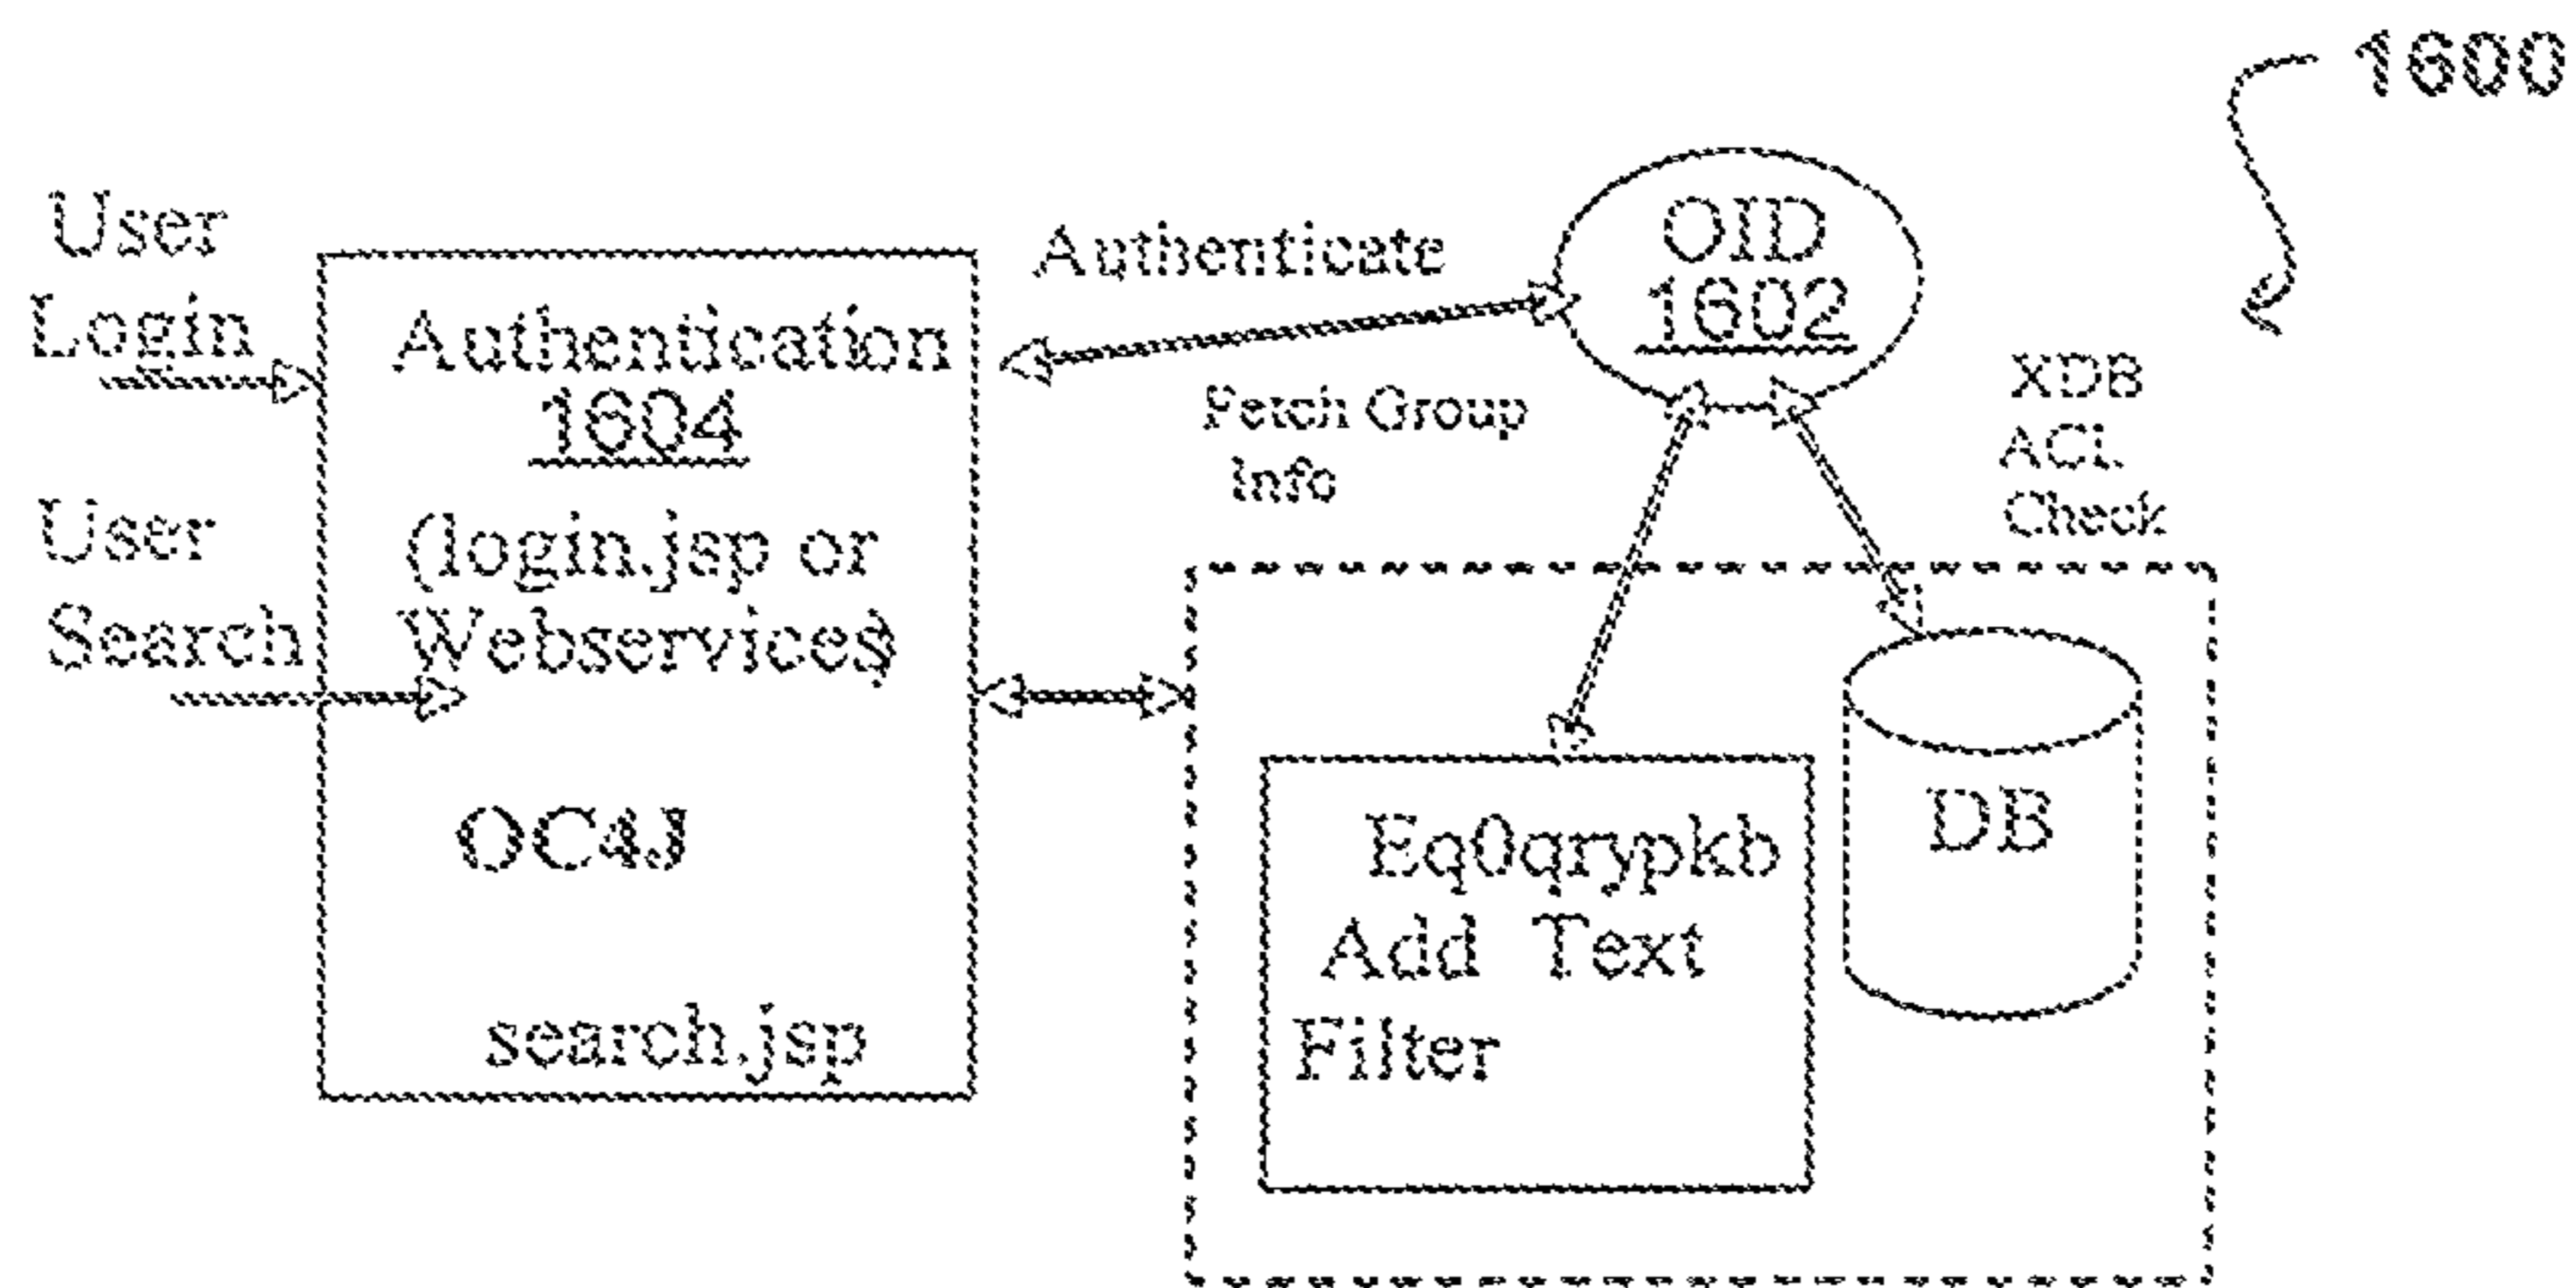 1600
User
Login
User
Search
Authentication
1604
(login.jsp or
Webservices)
OC4J
search.jsp
Authenticate
OID
1602
Fetch Group
Info
XDB
ACL
Check
Eq0qrypkb
Add Text
Filter
DB